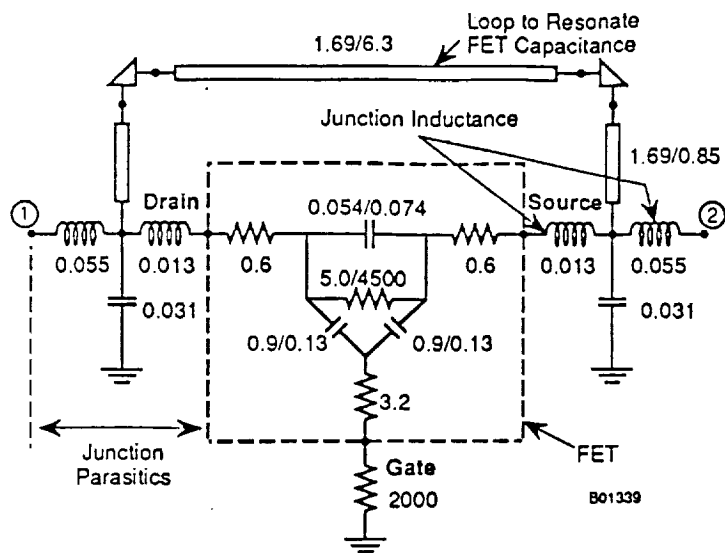 Loop to Resonate
FET Capacitance
1.69/6.3
Junction Inductance
1.69/0.85
Drain
Source
1
2
0.054/0.074
0.055
0.013
0.6
5.0/4500
0.6
0.013
0.055
0.031
0.9/0.13
0.9/0.13
0.031
3.2
Junction
Parasitics
FET
Gate
2000
B01339